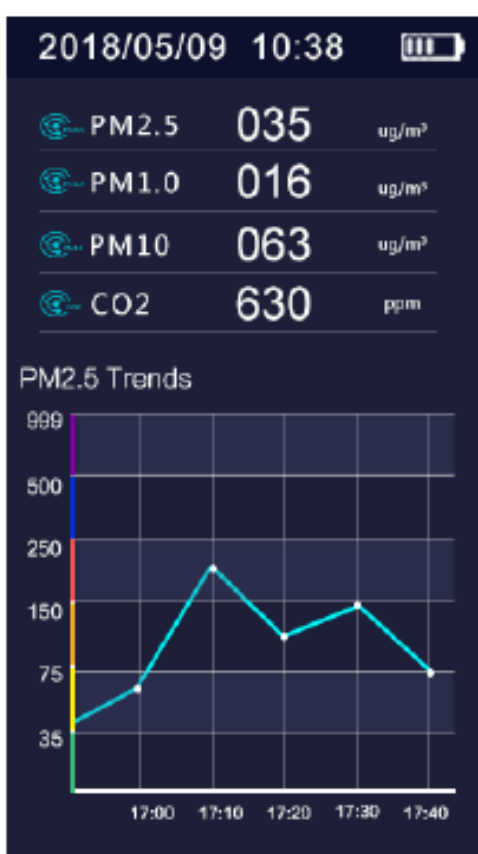 2018/05/09 10:38
PM2.5 035 ug/m³
PM1.0 016 ug/m³
PM10 063 ug/m³
CO2 630 ppm
PM2.5 Trends
999
500
250
150
75
35
17:00 17:10 17:20 17:30 17:40